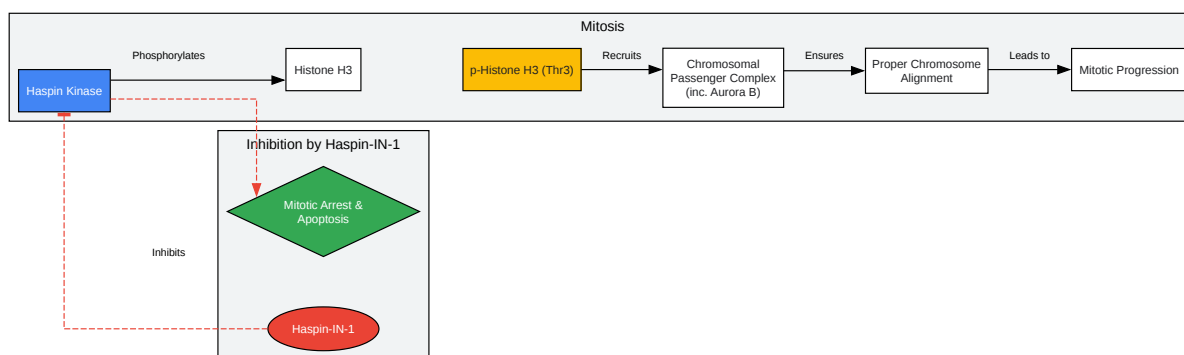 Mitosis
Phosphorylates
Recruits
Ensures
Leads to
Haspin Kinase
Histone H3
p-Histone H3 (Thr3)
Chromosomal
Passenger Complex
(inc. Aurora B)
Proper Chromosome
Alignment
Mitotic Progression
Inhibition by Haspin-IN-1
Mitotic Arrest &
Apoptosis
Inhibits
Haspin-IN-1